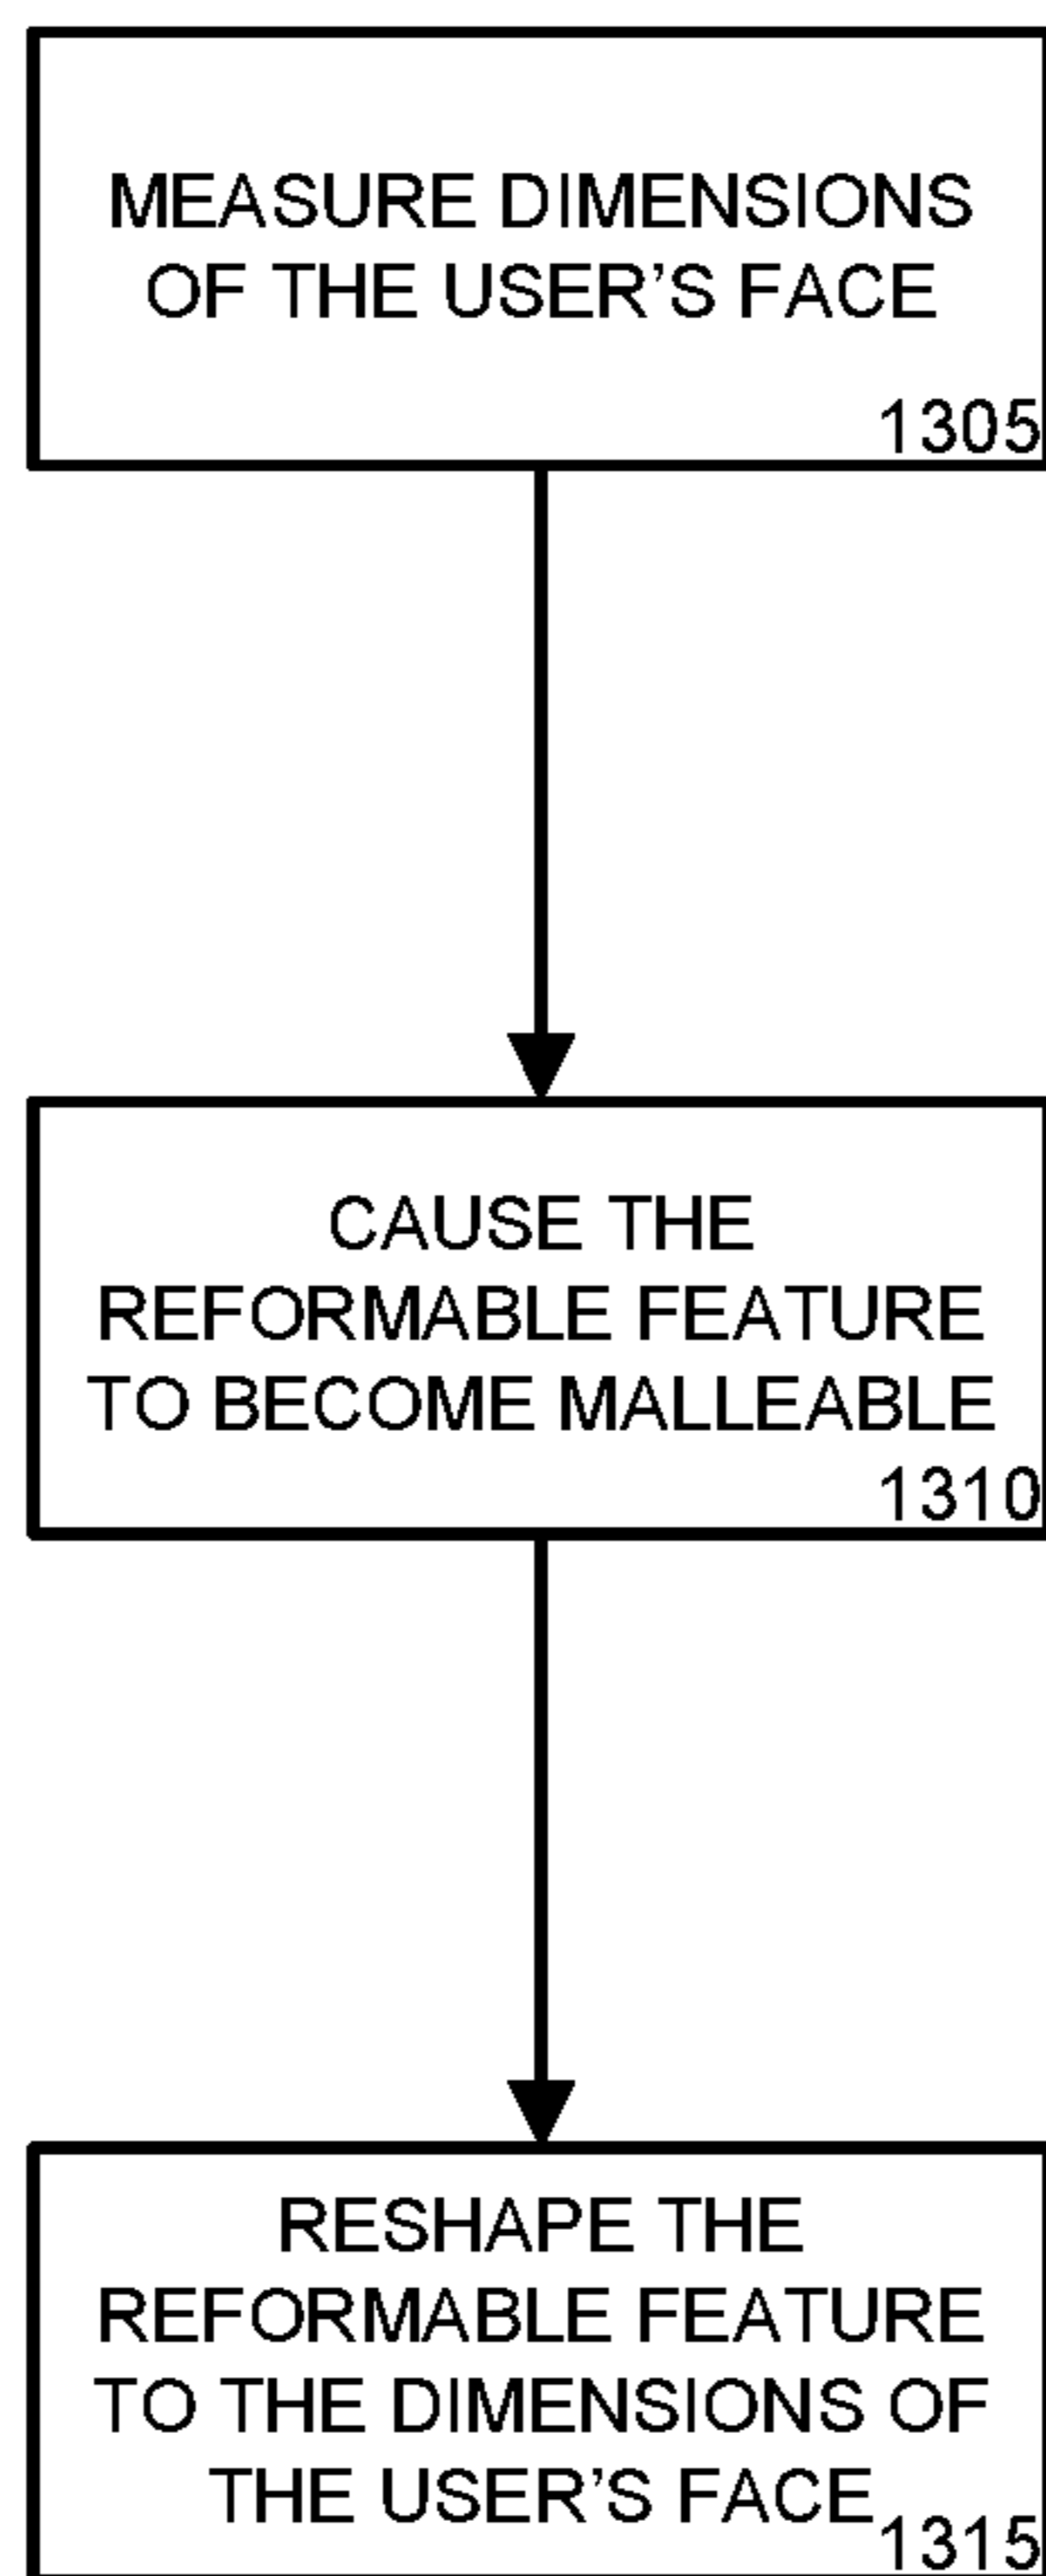 MEASURE DIMENSIONS
OF THE USER'S FACE
1305
CAUSE THE
REFORMABLE FEATURE
TO BECOME MALLEABLE
1310
RESHAPE THE
REFORMABLE FEATURE
TO THE DIMENSIONS OF
THE USER'S FACE
1315